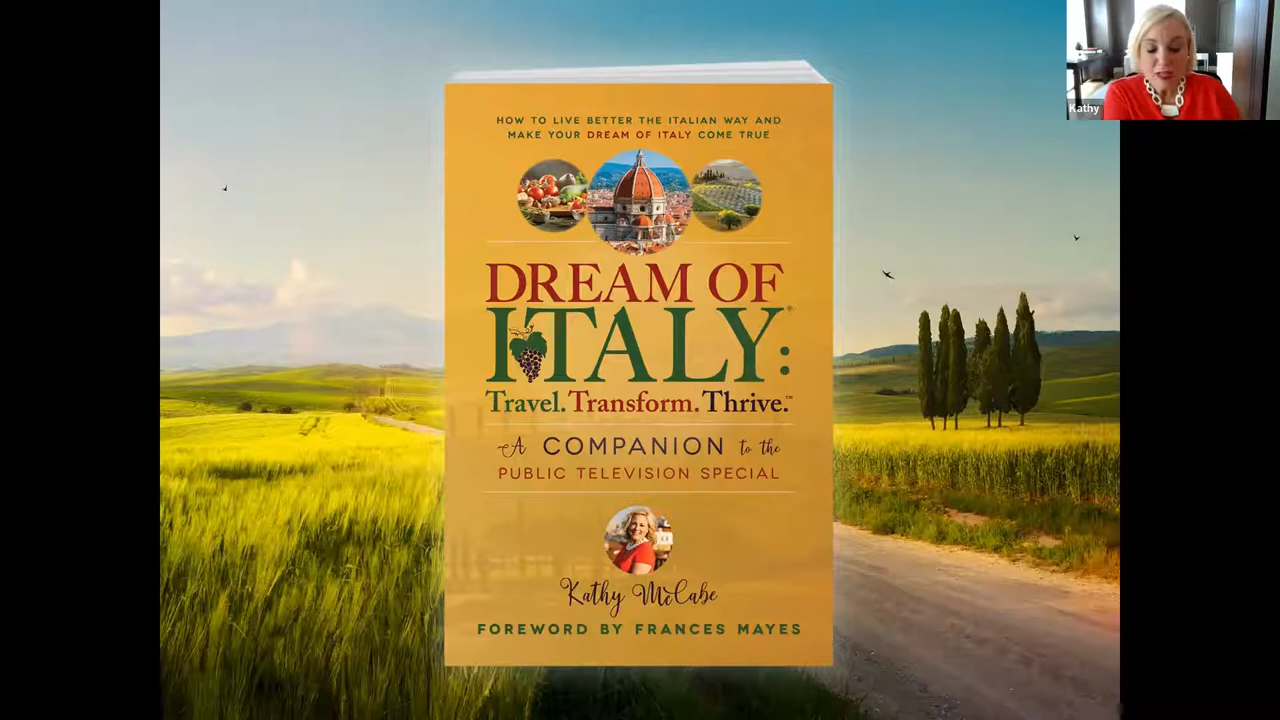 HOW TO LIVE BETTER THE ITALIAN WAY AND
MAKE YOUR DREAM OF ITALY COME TRUE
DREAM OF
ITALY:®
Travel. Transform. Thrive.™
A COMPANION to the
PUBLIC TELEVISION SPECIAL
Kathy McCabe
FOREWORD BY FRANCES MAYES
Kathy